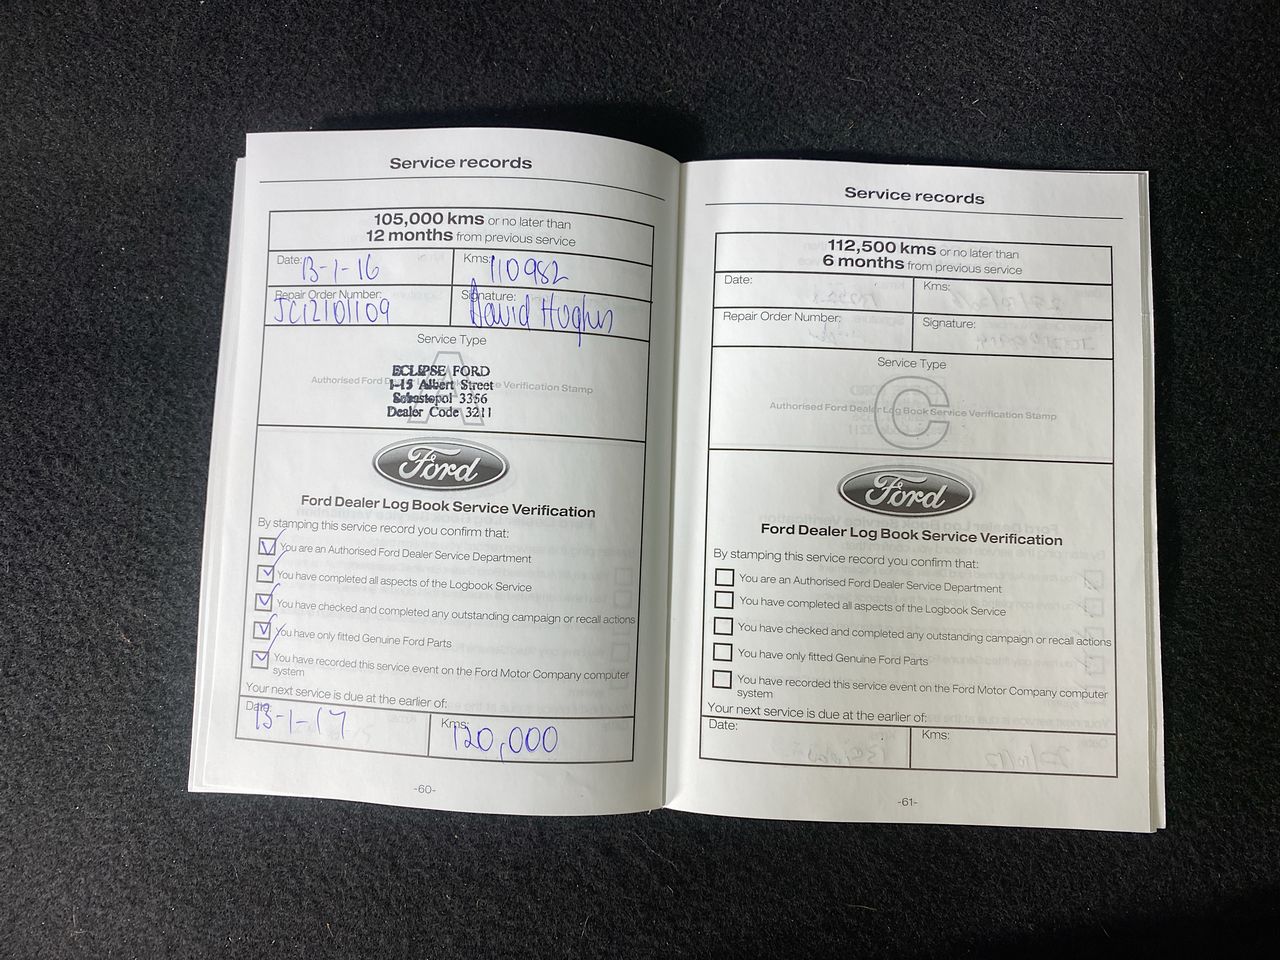 Service records
105,000 kms or no later than
12 months from previous service
Date: 13-1-16
Kms: 110982
Repair Order Number: JC12101109
Signature: David Hughes
Service Type
A
Authorised Ford Dealer Log Book Service Verification Stamp
ECLIPSE FORD
1-15 Albert Street
Sebastopol 3356
Dealer Code 3211
Ford
Ford Dealer Log Book Service Verification
By stamping this service record you confirm that:
You are an Authorised Ford Dealer Service Department
You have completed all aspects of the Logbook Service
You have checked and completed any outstanding campaign or recall actions
You have only fitted Genuine Ford Parts
You have recorded this service event on the Ford Motor Company computer
system
Your next service is due at the earlier of:
Date: 13-1-17
Kms: 120,000
-60-
Service records
112,500 kms or no later than
6 months from previous service
Date:
Kms:
Repair Order Number:
Signature:
Service Type
C
Authorised Ford Dealer Log Book Service Verification Stamp
Ford
Ford Dealer Log Book Service Verification
By stamping this service record you confirm that:
You are an Authorised Ford Dealer Service Department
You have completed all aspects of the Logbook Service
You have checked and completed any outstanding campaign or recall actions
You have only fitted Genuine Ford Parts
You have recorded this service event on the Ford Motor Company computer
system
Your next service is due at the earlier of:
Date:
Kms:
-61-